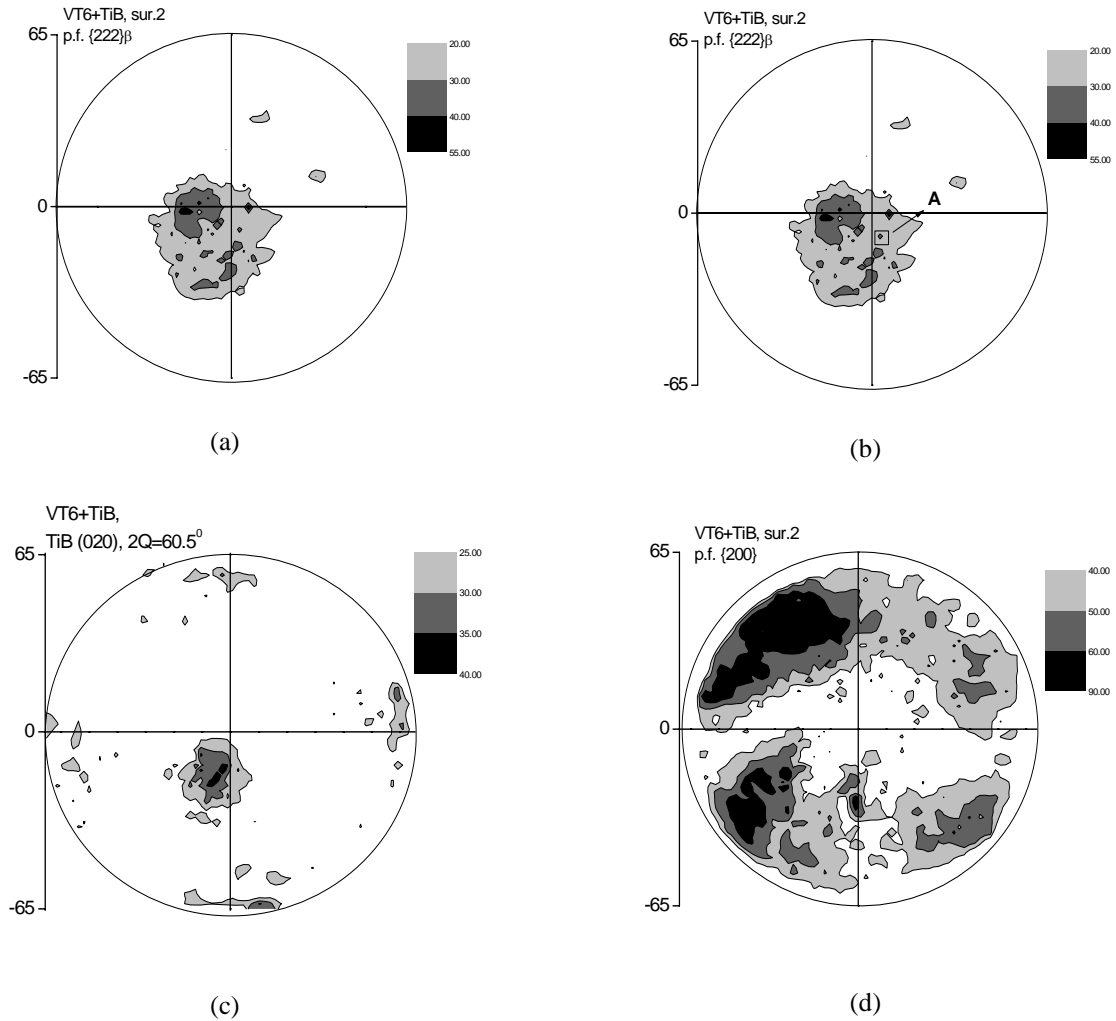 VT6+TiB, sur.2
p.f. {222}β
65
0
-65
20.00
30.00
40.00
55.00
(a)
VT6+TiB, sur.2
p.f. {222}β
65
0
-65
20.00
30.00
40.00
55.00
A
(b)
VT6+TiB,
TiB (020), 2Q=60.5⁰
65
0
-65
25.00
30.00
35.00
40.00
(c)
VT6+TiB, sur.2
p.f. {200}
65
0
-65
40.00
50.00
60.00
90.00
(d)